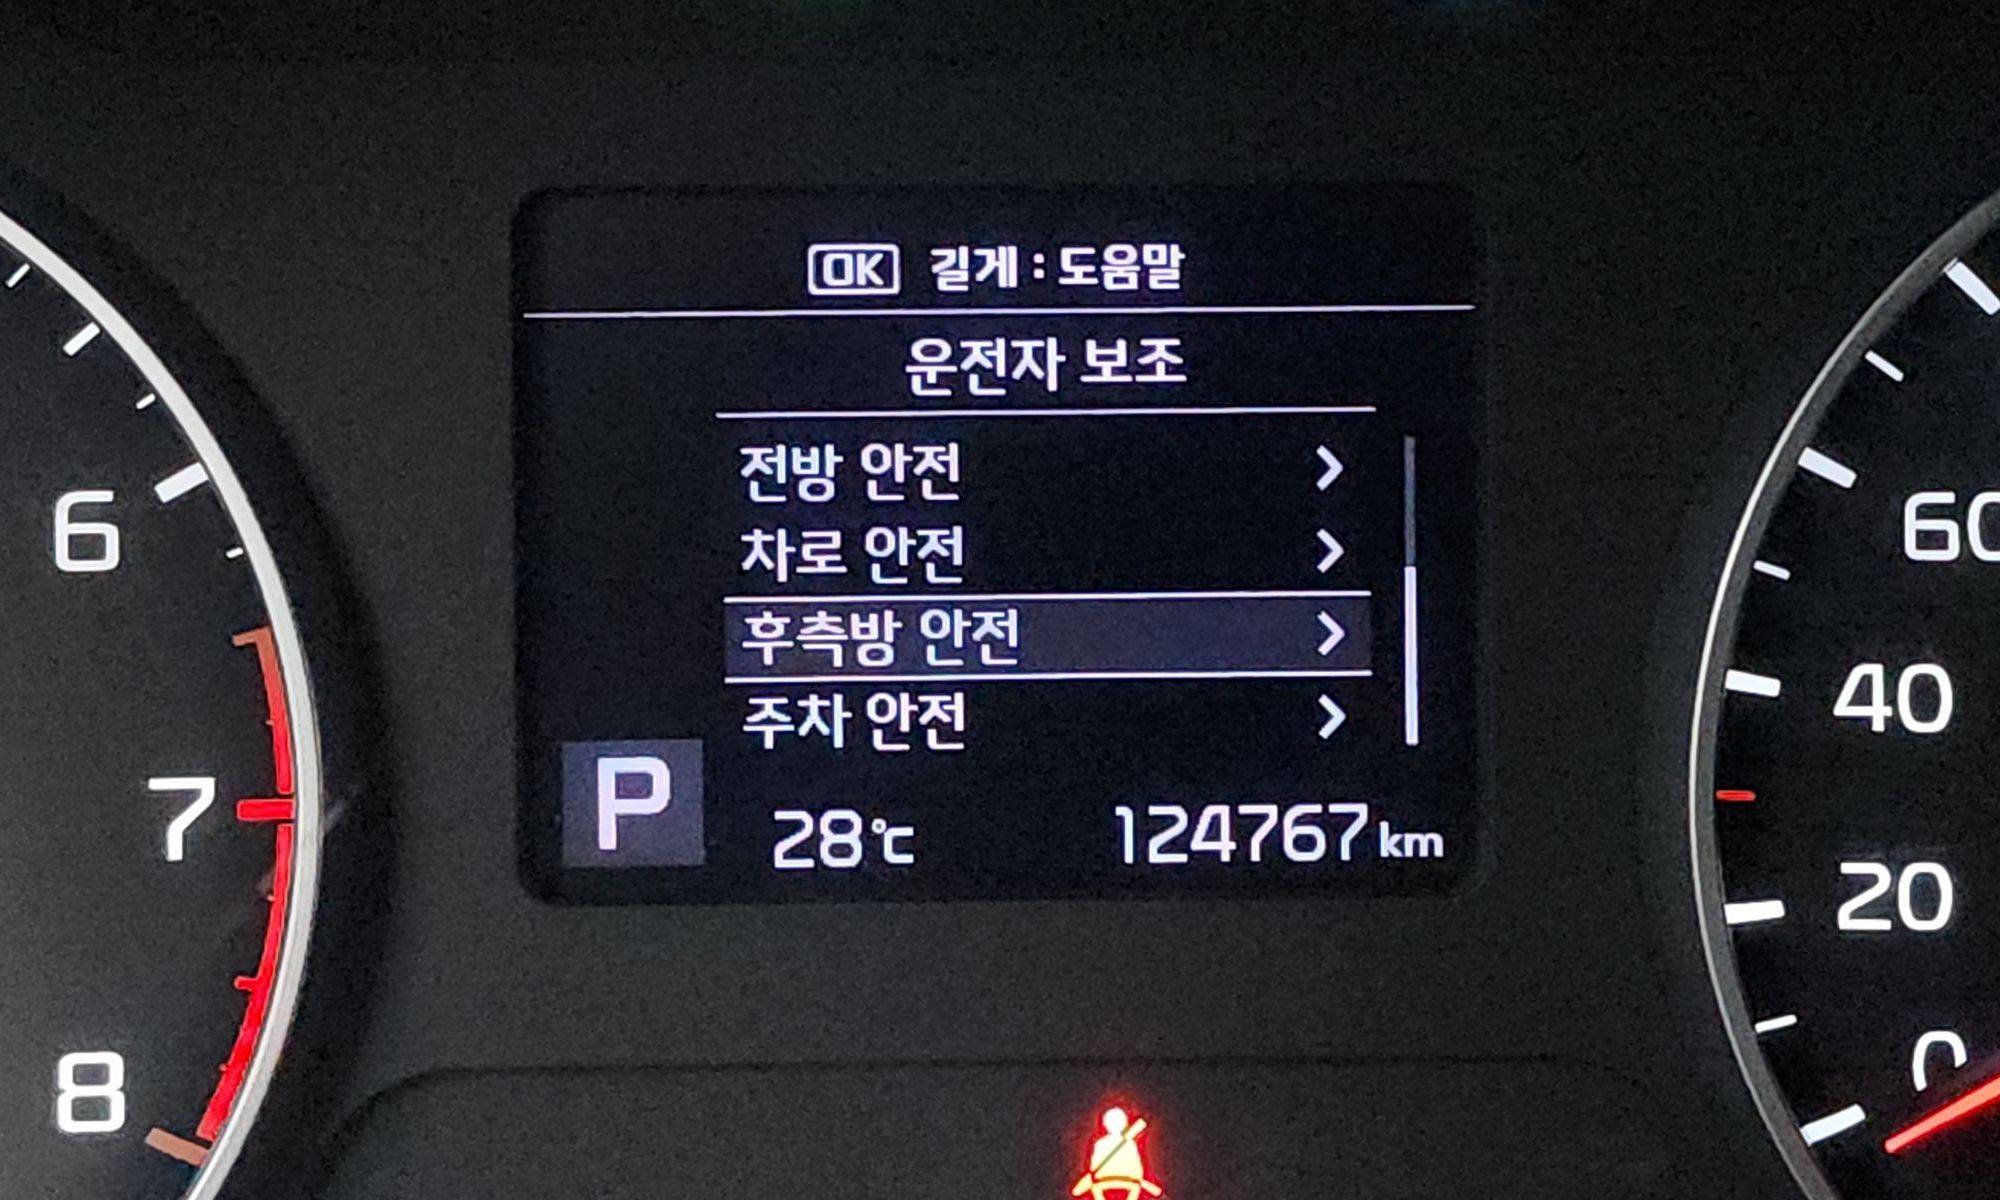 OK 길게 : 도움말
운전자 보조
전방 안전
차로 안전
후측방 안전
주차 안전
P 28℃ 124767 km
6
7
8
60
40
20
0